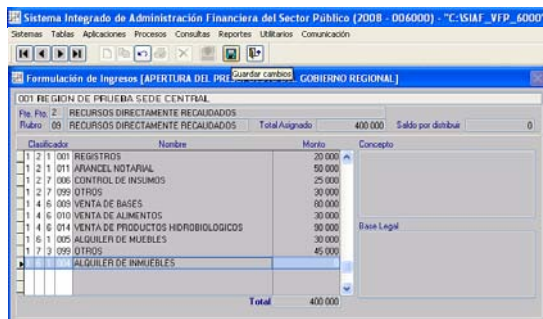 Sistema Integrado de Administración Financiera del Sector Público (2008 - 006000) - "C:\SIAF_VFP_6000"
Sistemas Tablas Aplicaciones Procesos Consultas Reportes Utilitarios Comunicación
Guardar cambios
Formulación de Ingresos [APERTURA DEL GOBIERNO REGIONAL]
001 REGION DE PRUEBA SEDE CENTRAL
Fte. Fto. 2 RECURSOS DIRECTAMENTE RECAUDADOS
Rubro 09 RECURSOS DIRECTAMENTE RECAUDADOS Total Asignado 400 000 Saldo por distribuir 0
Clasificador Nombre Monto Concepto
1 2 1 001 REGISTROS 20 000
1 2 1 011 ARANCEL NOTARIAL 50 000
1 2 7 006 CONTROL DE INSUMOS 25 000
1 2 7 099 OTROS 30 000
1 4 6 009 VENTA DE BASES 80 000
1 4 6 010 VENTA DE ALIMENTOS 30 000
1 4 6 014 VENTA DE PRODUCTOS HIDROBIOLOGICOS 90 000 Base Legal
1 6 1 005 ALQUILER DE MUEBLES 30 000
1 7 3 099 OTROS 45 000
1 6 1 004 ALQUILER DE INMUEBLES
Total 400 000